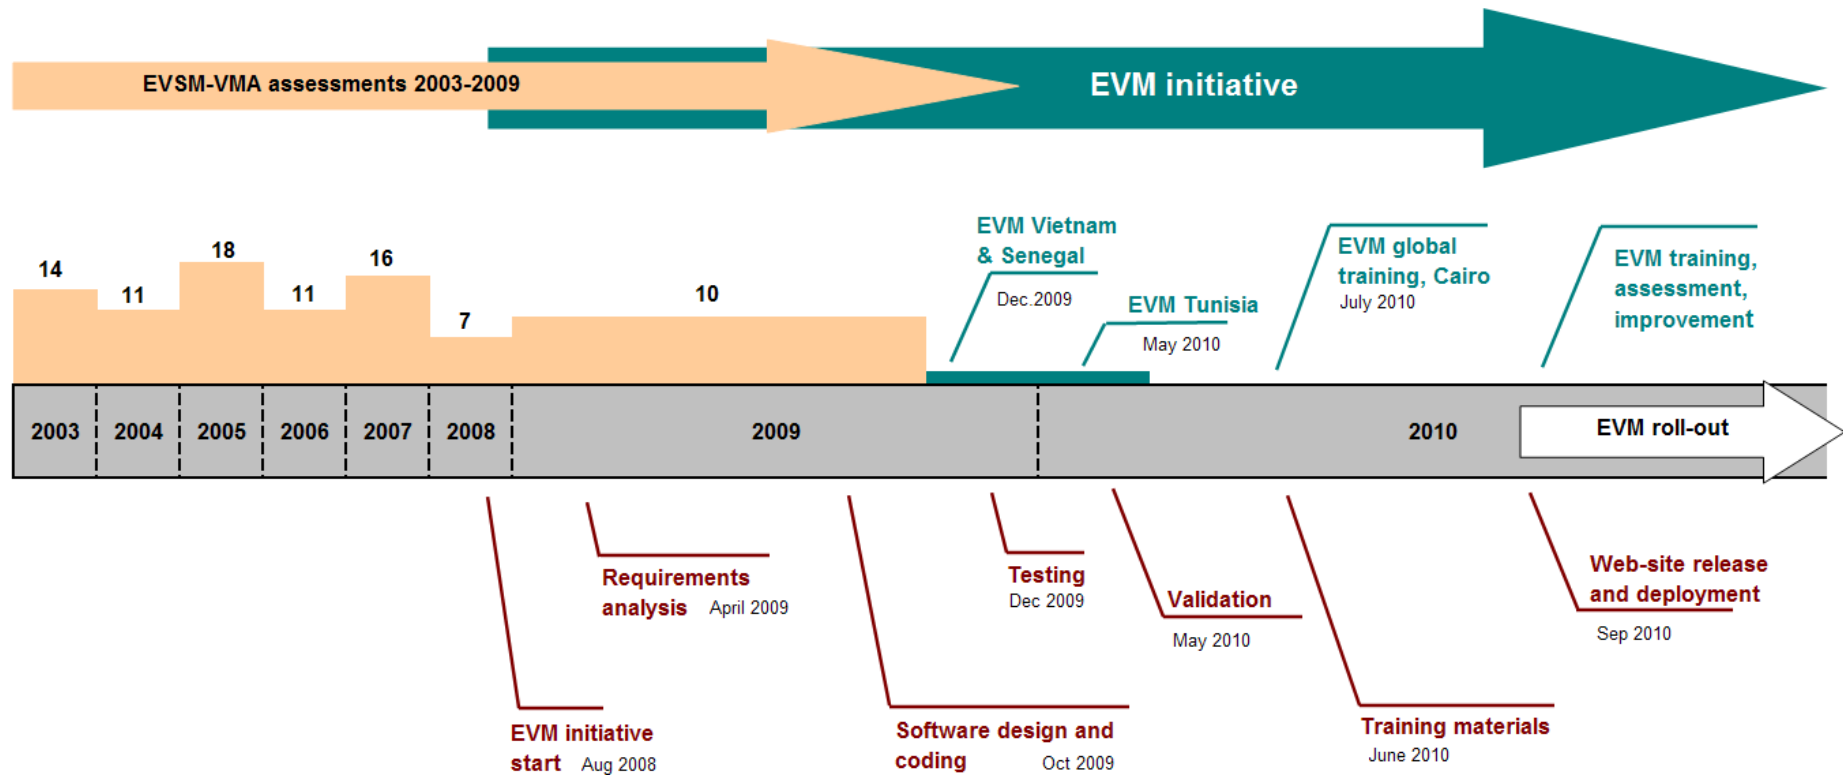 EVSM-VMA assessments 2003-2009
EVM initiative
14
11
18
11
16
7
10
EVM Vietnam
& Senegal
Dec.2009
EVM Tunisia
May 2010
EVM global
training, Cairo
July 2010
EVM training,
assessment,
improvement
2003
2004
2005
2006
2007
2008
2009
2010
EVM roll-out
EVM initiative
start Aug 2008
Requirements
analysis April 2009
Software design and
coding Oct 2009
Testing
Dec 2009
Validation
May 2010
Training materials
June 2010
Web-site release
and deployment
Sep 2010